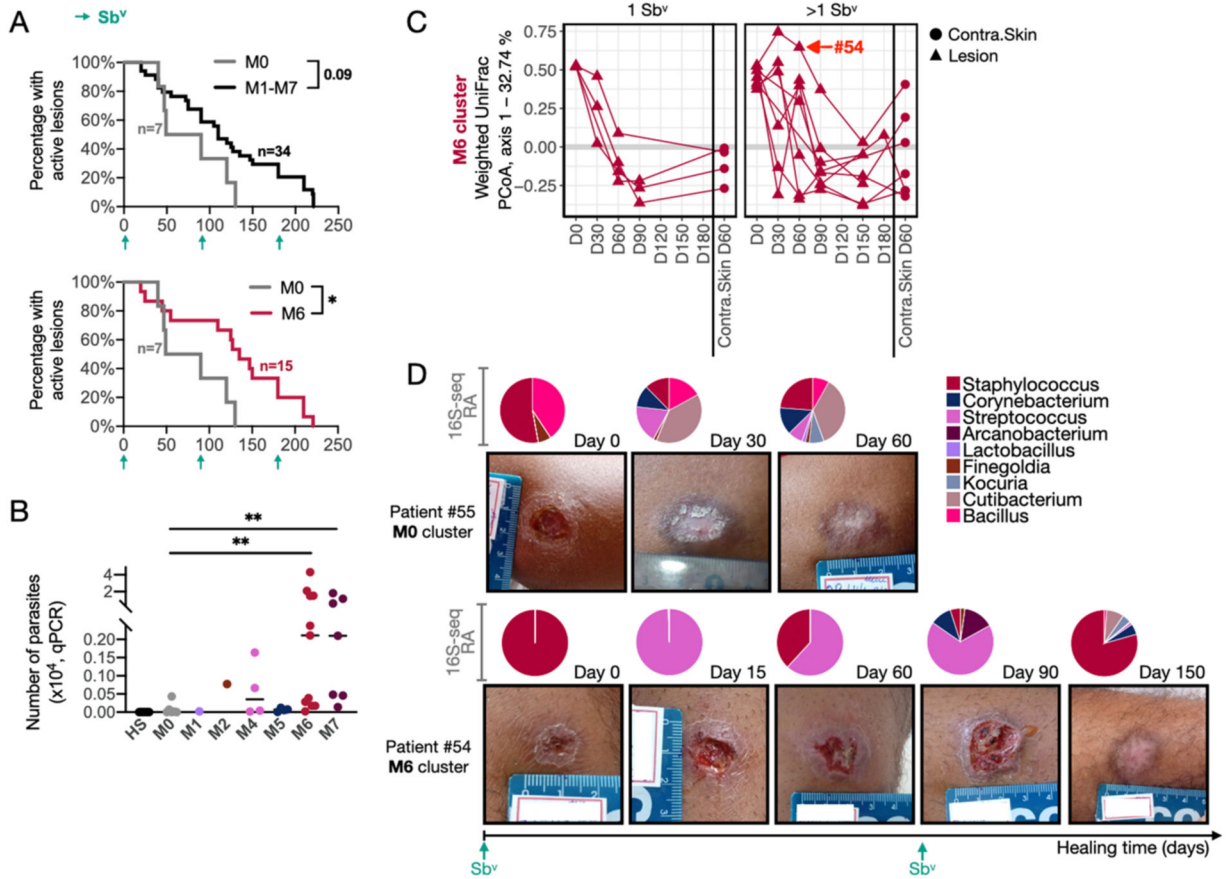 A
→ Sbᵛ
Percentage with
active lesions
100%
80%
60%
40%
20%
0%
M0
M1-M7
0.09
n=7
n=34
0 50 100 150 200 250
Percentage with
active lesions
100%
80%
60%
40%
20%
0%
M0
M6
*
n=7
n=15
0 50 100 150 200 250
B
Number of parasites
(x10⁴, qPCR)
**
**
4
2
0.20
0.15
0.10
0.05
0.00
HS M0 M1 M2 M4 M5 M6 M7
C
1 Sbᵛ
>1 Sbᵛ
M6 cluster
Weighted UniFrac
PCoA, axis 1 – 32.74 %
0.75
0.50
0.25
0.00
−0.25
#54
Contra.Skin
Lesion
D0 D30 D60 D90 D120 D150 D180 Contra.Skin D60
D0 D30 D60 D90 D120 D150 D180 Contra.Skin D60
D
16S-seq
RA
Day 0
Day 30
Day 60
Staphylococcus
Corynebacterium
Streptococcus
Arcanobacterium
Lactobacillus
Finegoldia
Kocuria
Cutibacterium
Bacillus
Patient #55
M0 cluster
16S-seq
RA
Day 0
Day 15
Day 60
Day 90
Day 150
Patient #54
M6 cluster
Healing time (days)
Sbᵛ
Sbᵛ